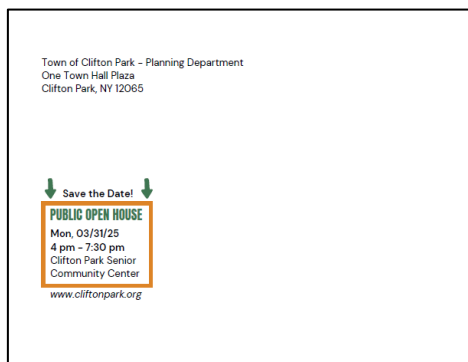 Town of Clifton Park – Planning Department
One Town Hall Plaza
Clifton Park, NY 12065
Save the Date!
PUBLIC OPEN HOUSE
Mon, 03/31/25
4 pm – 7:30 pm
Clifton Park Senior
Community Center
www.cliftonpark.org